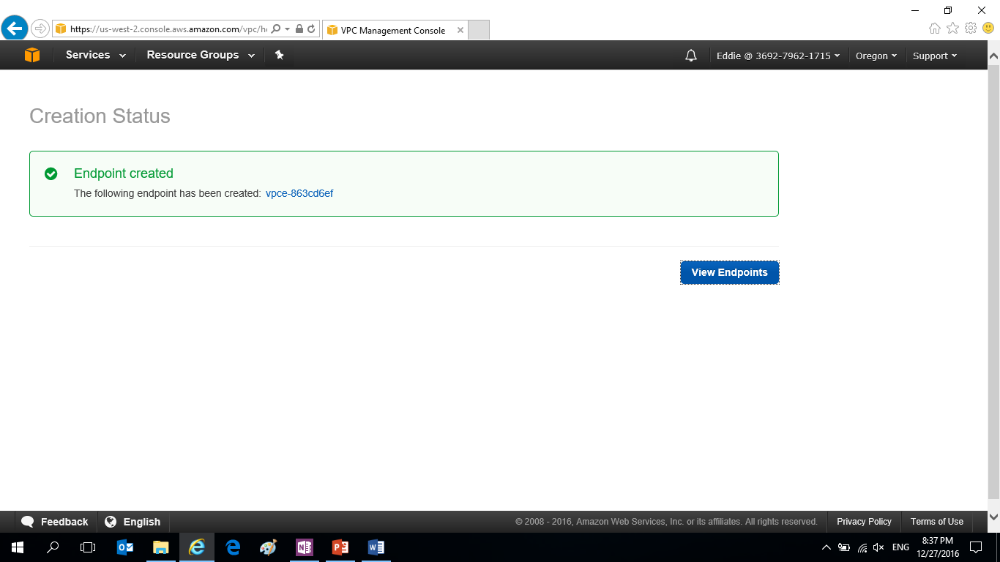 https://us-west-2.console.aws.amazon.com/vpc/h
VPC Management Console
Services
Resource Groups
Eddie @ 3692-7962-1715
Oregon
Support
Creation Status
Endpoint created
The following endpoint has been created: vpce-863cd6ef
View Endpoints
Feedback
English
© 2008 - 2016, Amazon Web Services, Inc. or its affiliates. All rights reserved.
Privacy Policy
Terms of Use
ENG
8:37 PM
12/27/2016